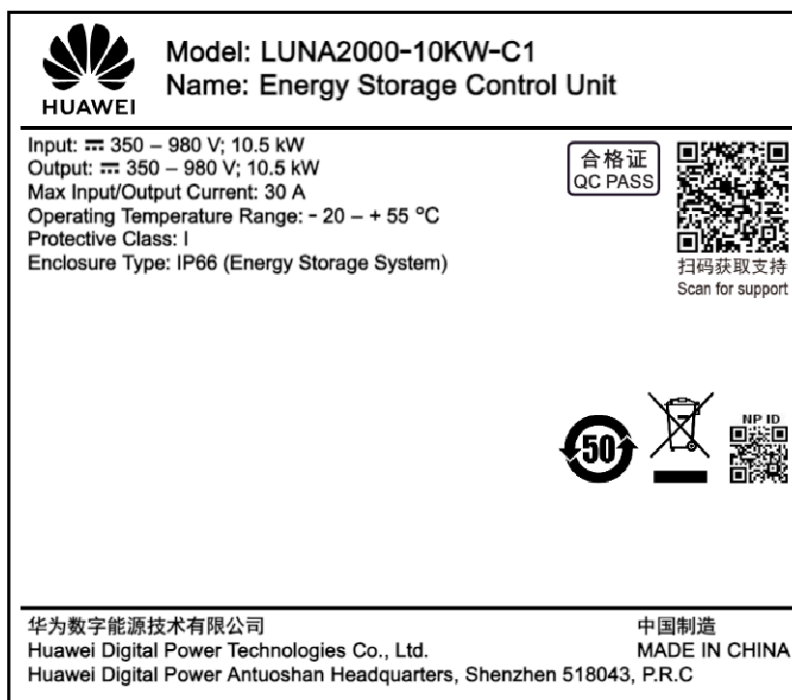 HUAWEI
Model: LUNA2000-10KW-C1
Name: Energy Storage Control Unit
Input: ⎓ 350 – 980 V; 10.5 kW
Output: ⎓ 350 – 980 V; 10.5 kW
Max Input/Output Current: 30 A
Operating Temperature Range: - 20 – + 55 °C
Protective Class: I
Enclosure Type: IP66 (Energy Storage System)
合格证
QC PASS
扫码获取支持
Scan for support
50
NP ID
华为数字能源技术有限公司
Huawei Digital Power Technologies Co., Ltd.
Huawei Digital Power Antuoshan Headquarters, Shenzhen 518043, P.R.C
中国制造
MADE IN CHINA